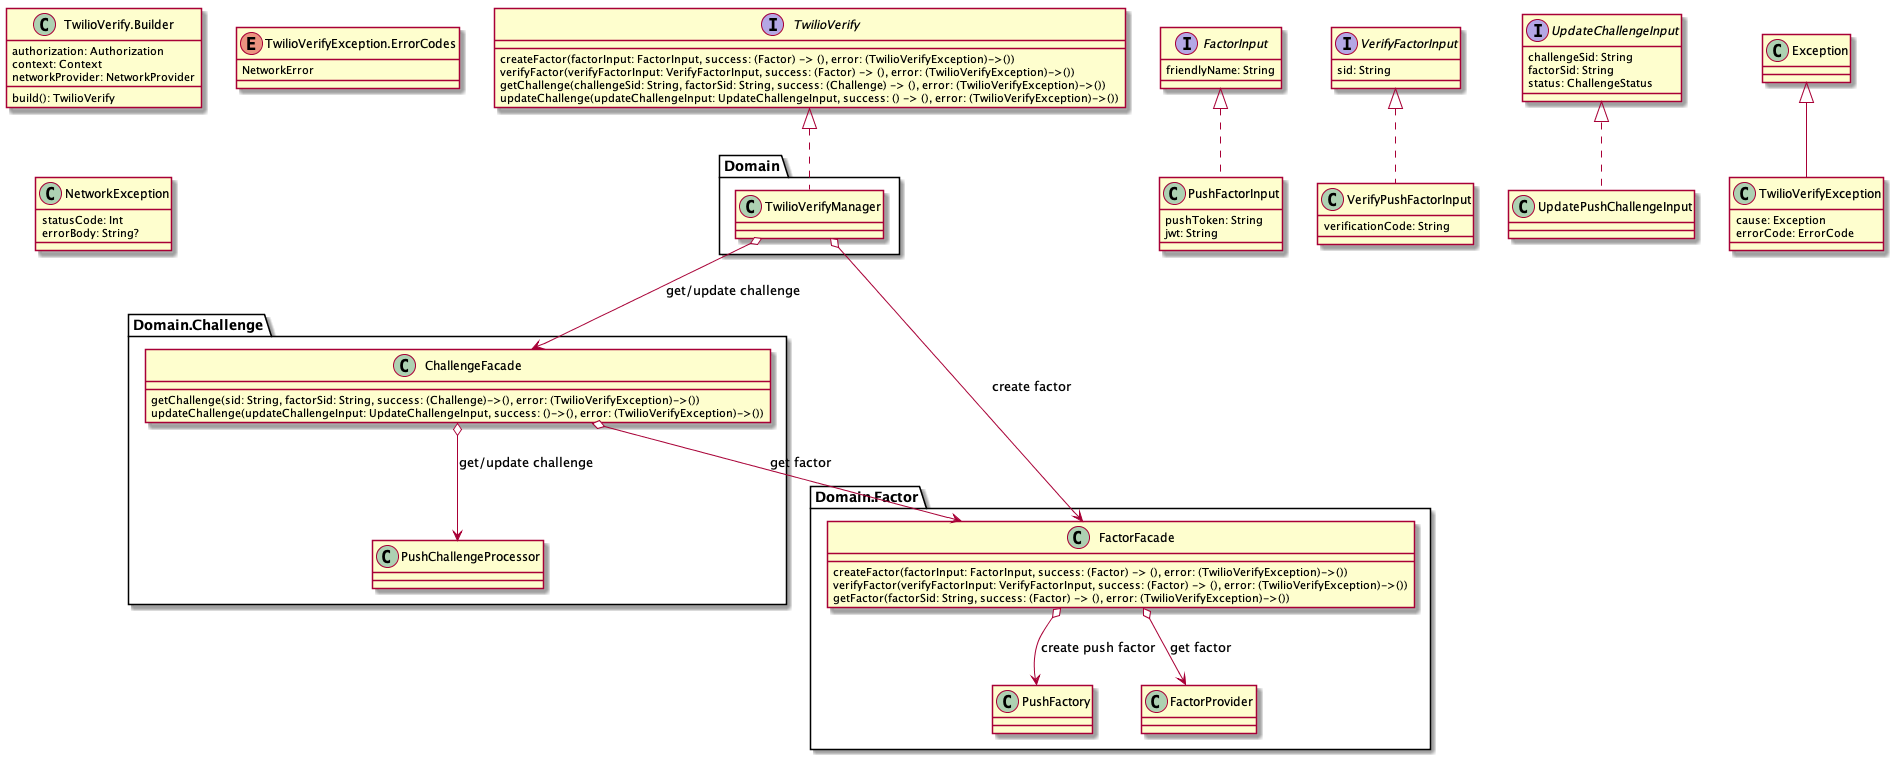 C TwilioVerify.Builder
authorization: Authorization
context: Context
networkProvider: NetworkProvider
build(): TwilioVerify
E TwilioVerifyException.ErrorCodes
NetworkError
I TwilioVerify
createFactor(factorInput: FactorInput, success: (Factor) -> (), error: (TwilioVerifyException)->())
verifyFactor(verifyFactorInput: VerifyFactorInput, success: (Factor) -> (), error: (TwilioVerifyException)->())
getChallenge(challengeSid: String, factorSid: String, success: (Challenge) -> (), error: (TwilioVerifyException)->())
updateChallenge(updateChallengeInput: UpdateChallengeInput, success: () -> (), error: (TwilioVerifyException)->())
I FactorInput
friendlyName: String
I VerifyFactorInput
sid: String
I UpdateChallengeInput
challengeSid: String
factorSid: String
status: ChallengeStatus
C Exception
C NetworkException
statusCode: Int
errorBody: String?
Domain
C TwilioVerifyManager
C PushFactorInput
pushToken: String
jwt: String
C VerifyPushFactorInput
verificationCode: String
C UpdatePushChallengeInput
C TwilioVerifyException
cause: Exception
errorCode: ErrorCode
get/update challenge
create factor
Domain.Challenge
C ChallengeFacade
getChallenge(sid: String, factorSid: String, success: (Challenge)->(), error: (TwilioVerifyException)->())
updateChallenge(updateChallengeInput: UpdateChallengeInput, success: ()->(), error: (TwilioVerifyException)->())
get/update challenge
get factor
C PushChallengeProcessor
Domain.Factor
C FactorFacade
createFactor(factorInput: FactorInput, success: (Factor) -> (), error: (TwilioVerifyException)->())
verifyFactor(verifyFactorInput: VerifyFactorInput, success: (Factor) -> (), error: (TwilioVerifyException)->())
getFactor(factorSid: String, success: (Factor) -> (), error: (TwilioVerifyException)->())
create push factor
get factor
C PushFactory
C FactorProvider